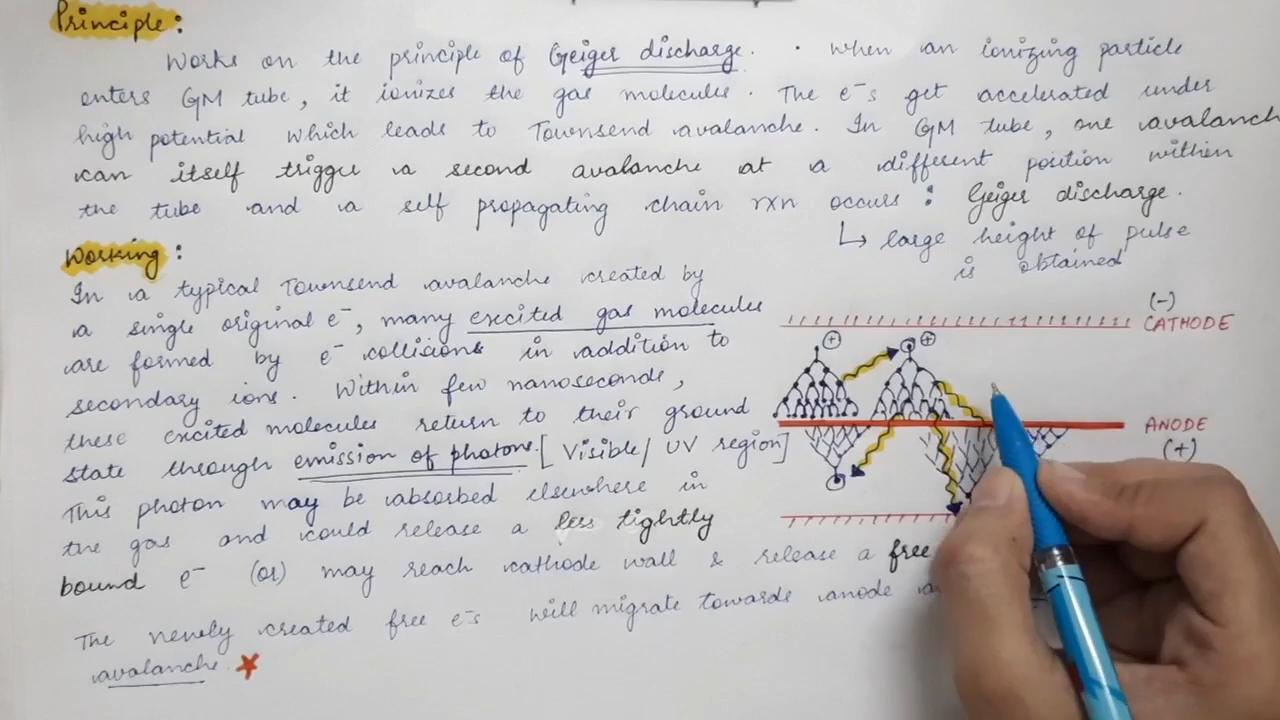 Principle:
Works on the principle of Geiger discharge. · when an ionizing particle
enters GM tube, it ionizes the gas molecules. The e⁻s get accelerated under
high potential which leads to Townsend avalanche. In GM tube, one avalanch
can itself trigger a second avalanche at a different position within
the tube and a self propagating chain rxn occurs : Geiger discharge.
↳ large height of pulse
is obtained
Working:
In a typical Townsend avalanche created by
a single original e⁻, many excited gas molecules
are formed by e⁻ collisions in addition to
secondary ions. Within few nanoseconds,
these excited molecules return to their ground
state through emission of photons. [Visible/ UV region]
This photon may be absorbed elsewhere in
the gas and could release a less tightly
bound e⁻ (or) may reach cathode wall & release a free
The newly created free e⁻s will migrate towards anode
avalanche.
(-)
CATHODE
+
+
ANODE
(+)